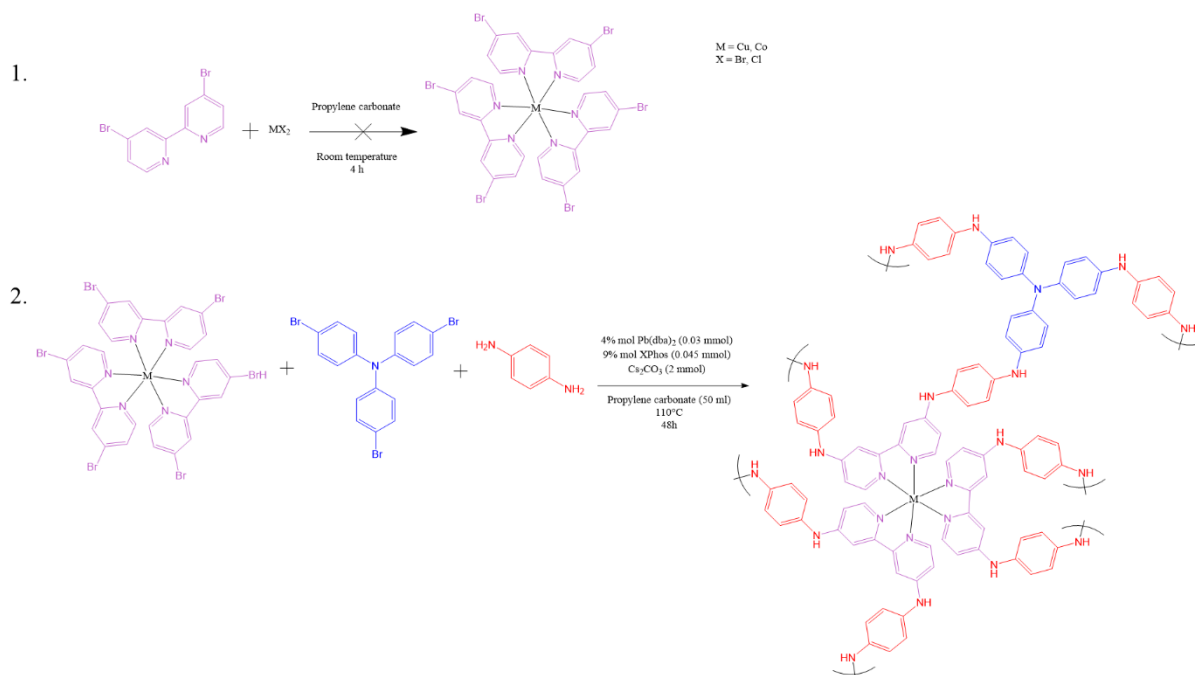 1.
Br
Br
N
N
+
MX₂
Propylene carbonate
Room temperature
4 h
Br
Br
Br
Br
Br
Br
N
N
N
N
N
N
M
M = Cu, Co
X = Br, Cl
2.
Br
Br
Br
BrH
Br
Br
N
N
N
N
N
N
M
+
Br
Br
N
Br
+
NH₂
NH₂
4% mol Pb(dba)₂ (0.03 mmol)
9% mol XPhos (0.045 mmol)
Cs₂CO₃ (2 mmol)
Propylene carbonate (50 ml)
110°C
48h
HN
H
N
N
H
N
H
N
NH
NH
HN
NH
HN
H
N
H
N
NH
N
N
N
N
N
N
M
NH
NH
NH
NH
NH
HN